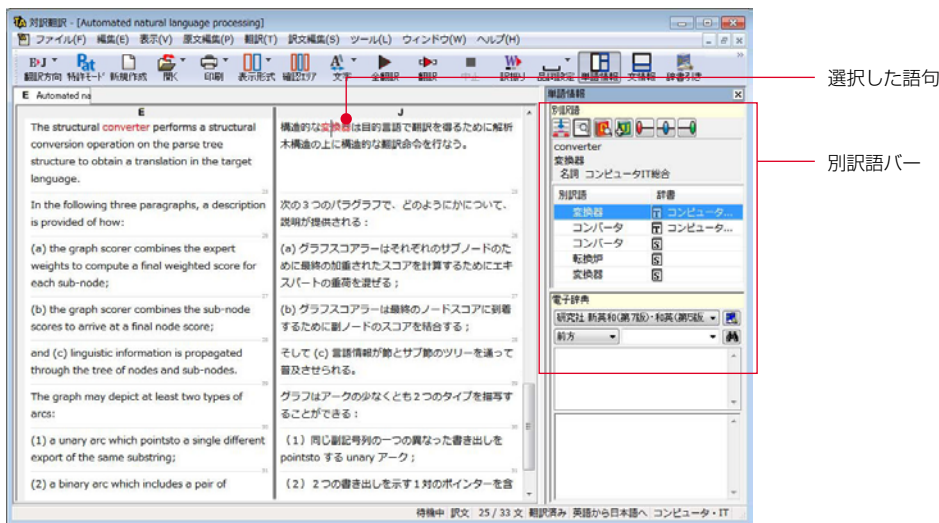 対訳翻訳 - [Automated natural language processing]
ファイル(F) 編集(E) 表示(V) 原文編集(P) 翻訳(T) 訳文編集(S) ツール(L) ウィンドウ(W) ヘルプ(H)
翻訳方向 特許モード 新規作成 開く 印刷 表示形式 確認エリア 文字 全翻訳 翻訳 中止 訳振り 品詞設定 単語情報 文情報 辞書引き
選択した語句
E Automated na
単語情報
E J
The structural converter performs a structural
conversion operation on the parse tree
structure to obtain a translation in the target
language.
構造的な変換器は目的言語で翻訳を得るために解析
木構造の上に構造的な翻訳命令を行なう。
In the following three paragraphs, a description
is provided of how:
次の3つのパラグラフで、どのようにかについて、
説明が提供される:
(a) the graph scorer combines the expert
weights to compute a final weighted score for
each sub-node;
(a) グラフスコアラーはそれぞれのサブノードのた
めに最終の加重されたスコアを計算するためにエキ
スパートの重荷を混ぜる;
(b) the graph scorer combines the sub-node
scores to arrive at a final node score;
(b) グラフスコアラーは最終のノードスコアに到着
するために副ノードのスコアを結合する;
and (c) linguistic information is propagated
through the tree of nodes and sub-nodes.
そして (c) 言語情報が節とサブ節のツリーを通って
普及させられる。
The graph may depict at least two types of
arcs:
グラフはアークの少なくとも2つのタイプを描写す
ることができる:
(1) a unary arc which pointsto a single different
export of the same substring;
(1)同じ副記号列の一つの異なった書き出しを
pointsto する unary アーク;
(2) a binary arc which includes a pair of
(2)2つの書き出しを示す1対のポインターを含
別訳語
converter
変換器
名詞 コンピュータIT総合
別訳語 辞書
変換器 コンピュータ...
コンバータ コンピュータ...
コンバータ S
転換炉 S
変換器 S
電子辞典
研究社 新英和(第7版)・和英(第5版
前方
別訳語バー
待機中 訳文 25 / 33 文 翻訳済み 英語から日本語へ コンピュータ・IT